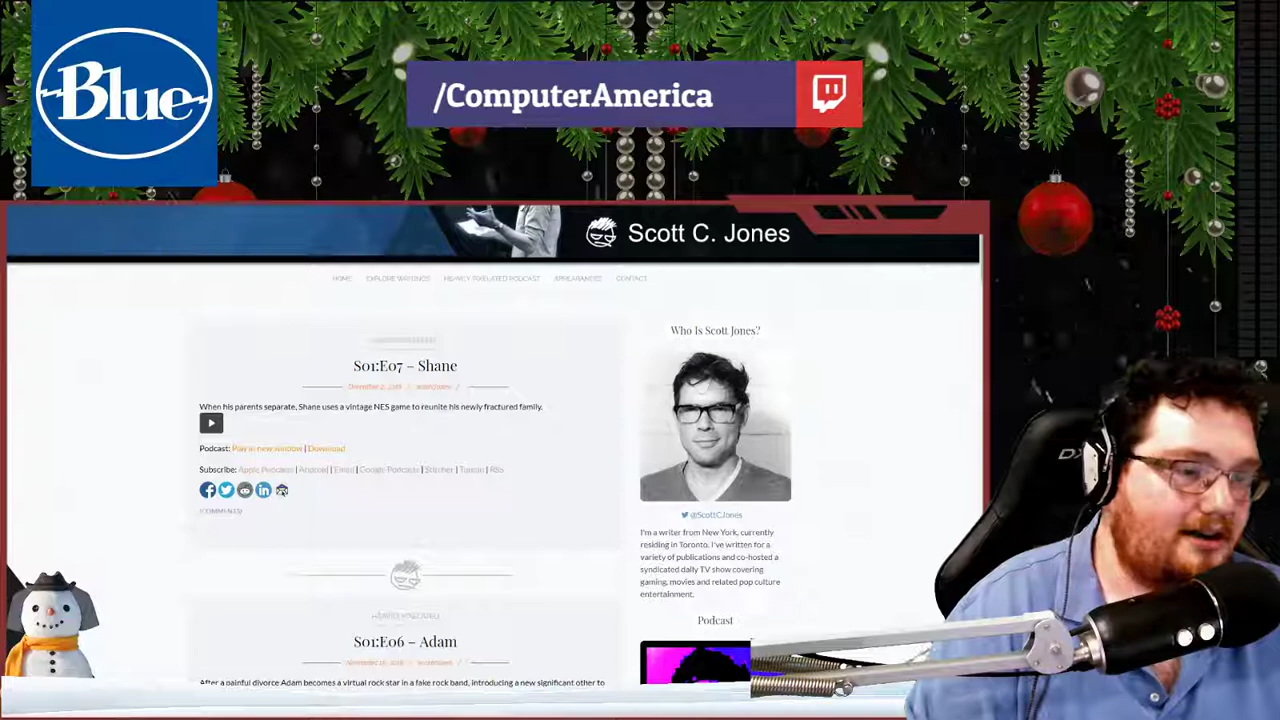 Blue
/ComputerAmerica
Scott C. Jones
HOME EXPLORE WRITINGS HEAVILY PIXELATED PODCAST APPEARANCES CONTACT
S01:E07 – Shane
December 2, 2018
When his parents separate, Shane uses a vintage NES game to reunite his newly fractured family.
Podcast: Play in new window | Download
Subscribe: Apple Podcasts | Android | Email | Google Podcasts | Stitcher | TuneIn | RSS
S01:E06 – Adam
After a painful divorce Adam becomes a virtual rock star in a fake rock band, introducing a new significant other to
Who Is Scott Jones?
@ScottCJones
I'm a writer from New York, currently
residing in Toronto. I've written for a
variety of publications and co-hosted a
syndicated daily TV show covering
gaming, movies and related pop culture
entertainment.
Podcast
DX